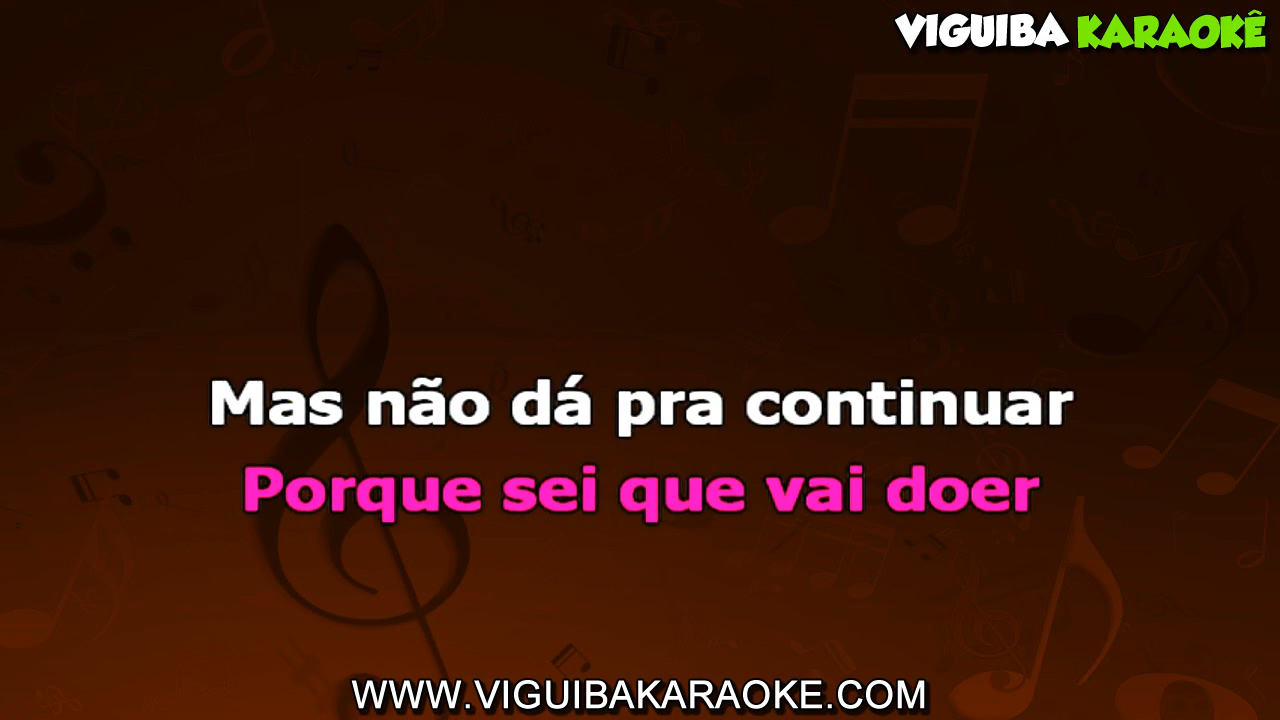 VIGUIBA KARAOKÊ
Mas não dá pra continuar
Porque sei que vai doer
WWW.VIGUIBAKARAOKE.COM